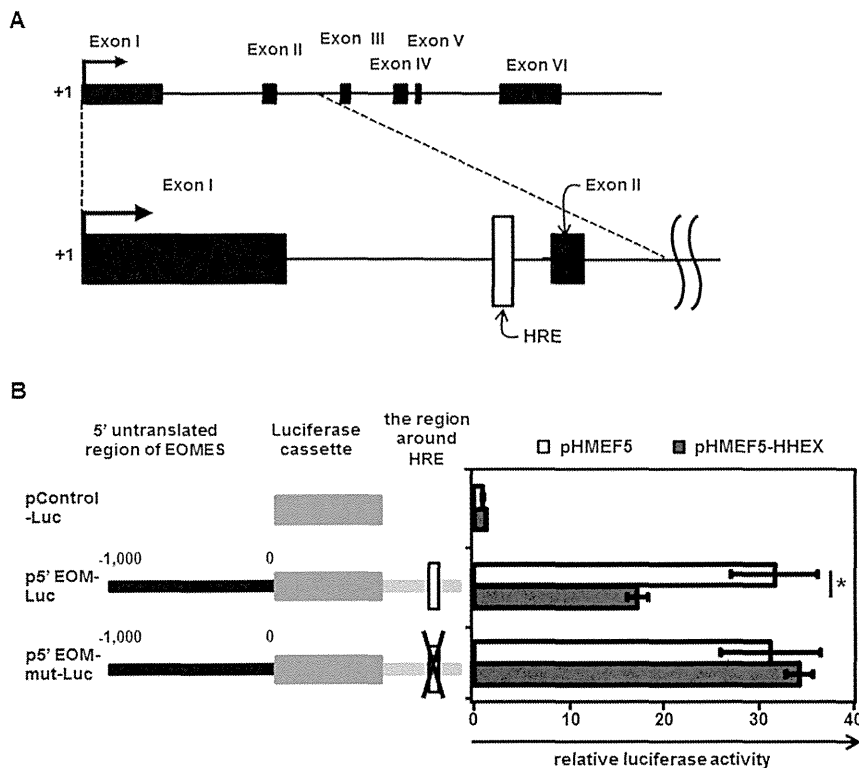 A
Exon I
Exon II
Exon III
Exon IV
Exon V
Exon VI
+1
Exon I
Exon II
+1
HRE
B
5' untranslated
region of EOMES
Luciferase
cassette
the region
around
HRE
pHMEF5
pHMEF5-HHEX
pControl
-Luc
-1,000
0
p5' EOM-
Luc
*
-1,000
0
p5' EOM-
mut-Luc
0
10
20
30
40
relative luciferase activity